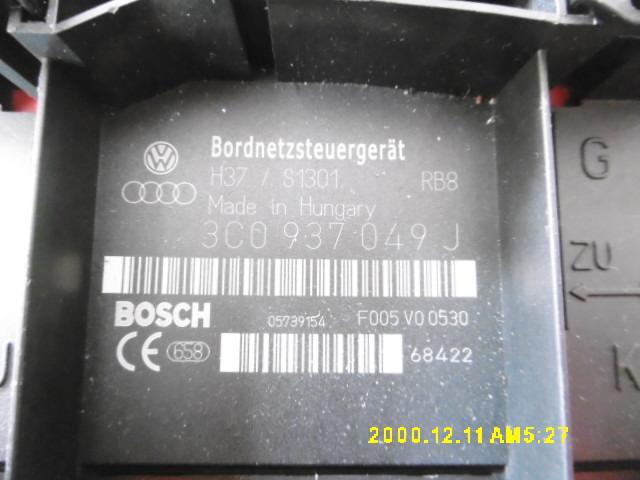 Bordnetzsteuergerät
H37 / S1301 RB8
Made in Hungary
3C0 937 049 J
BOSCH 05739154 F005 V0 0530
CE 658 68422
G
ZU
K
2000.12.11 AM5:27